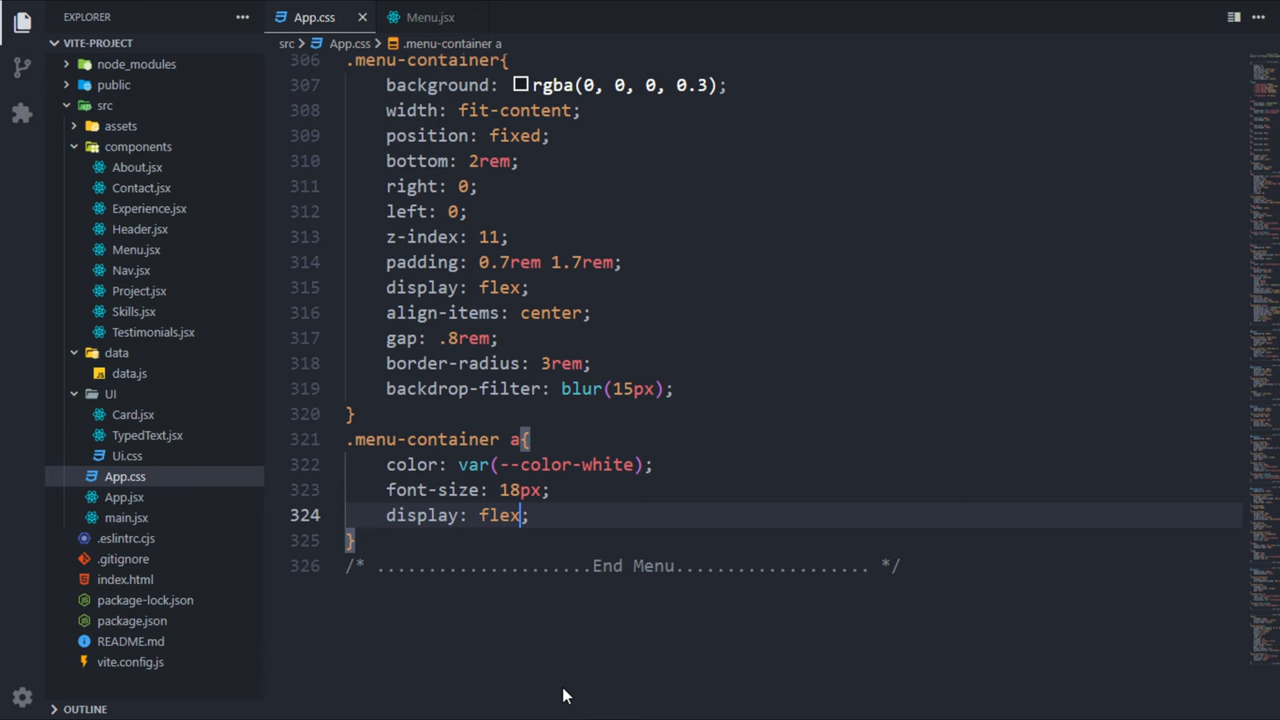 EXPLORER
VITE-PROJECT
node_modules
public
src
assets
components
About.jsx
Contact.jsx
Experience.jsx
Header.jsx
Menu.jsx
Nav.jsx
Project.jsx
Skills.jsx
Testimonials.jsx
data
data.js
UI
Card.jsx
TypedText.jsx
Ui.css
App.css
App.jsx
main.jsx
.eslintrc.cjs
.gitignore
index.html
package-lock.json
package.json
README.md
vite.config.js
OUTLINE
App.css
Menu.jsx
src > App.css > .menu-container a
306 .menu-container{
307 background: rgba(0, 0, 0, 0.3);
308 width: fit-content;
309 position: fixed;
310 bottom: 2rem;
311 right: 0;
312 left: 0;
313 z-index: 11;
314 padding: 0.7rem 1.7rem;
315 display: flex;
316 align-items: center;
317 gap: .8rem;
318 border-radius: 3rem;
319 backdrop-filter: blur(15px);
320 }
321 .menu-container a{
322 color: var(--color-white);
323 font-size: 18px;
324 display: flex;
325 }
326 /* .....................End Menu................... */